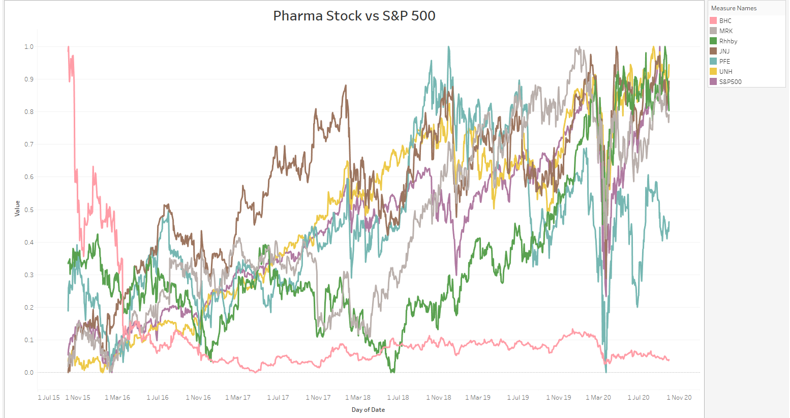 Pharma Stock vs S&P 500
Measure Names
BHC
MRK
Rhhby
JNJ
PFE
UNH
S&P500
1.0
0.9
0.8
0.7
0.6
0.5
0.4
0.3
0.2
0.1
0.0
Value
1 Jul 15 1 Nov 15 1 Mar 16 1 Jul 16 1 Nov 16 1 Mar 17 1 Jul 17 1 Nov 17 1 Mar 18 1 Jul 18 1 Nov 18 1 Mar 19 1 Jul 19 1 Nov 19 1 Mar 20 1 Jul 20 1 Nov 20
Day of Date